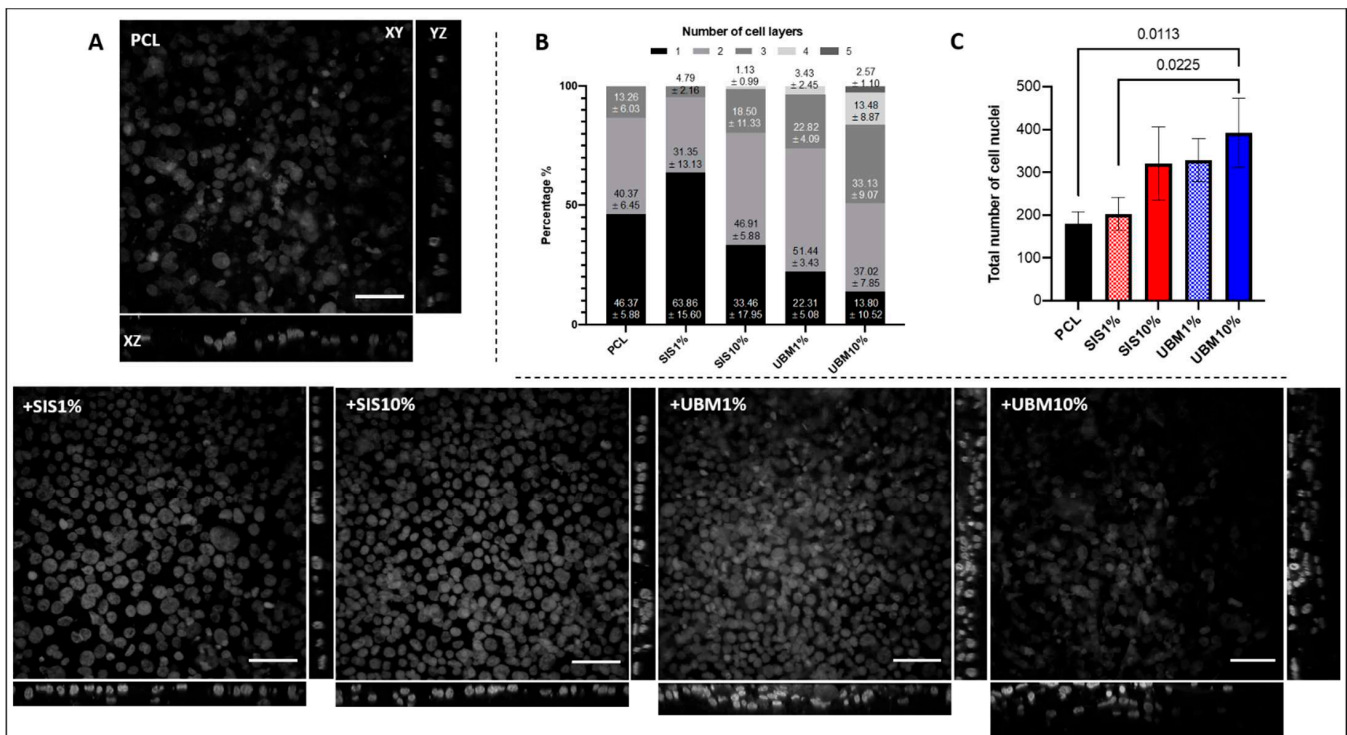 A
PCL
XY
YZ
XZ
B
Number of cell layers
1 2 3 4 5
Percentage %
100
50
0
13.26
± 6.03
40.37
± 6.45
46.37
± 5.88
4.79
± 2.16
31.35
± 13.13
63.86
± 15.60
1.13
± 0.99
18.50
± 11.33
46.91
± 5.88
33.46
± 17.95
3.43
± 2.45
22.82
± 4.09
51.44
± 3.43
22.31
± 5.08
2.57
± 1.10
13.48
± 8.87
33.13
± 9.07
37.02
± 7.85
13.80
± 10.52
PCL
SIS1%
SIS10%
UBM1%
UBM10%
C
0.0113
0.0225
Total number of cell nuclei
500
400
300
200
100
0
PCL
SIS1%
SIS10%
UBM1%
UBM10%
+SIS1%
+SIS10%
+UBM1%
+UBM10%